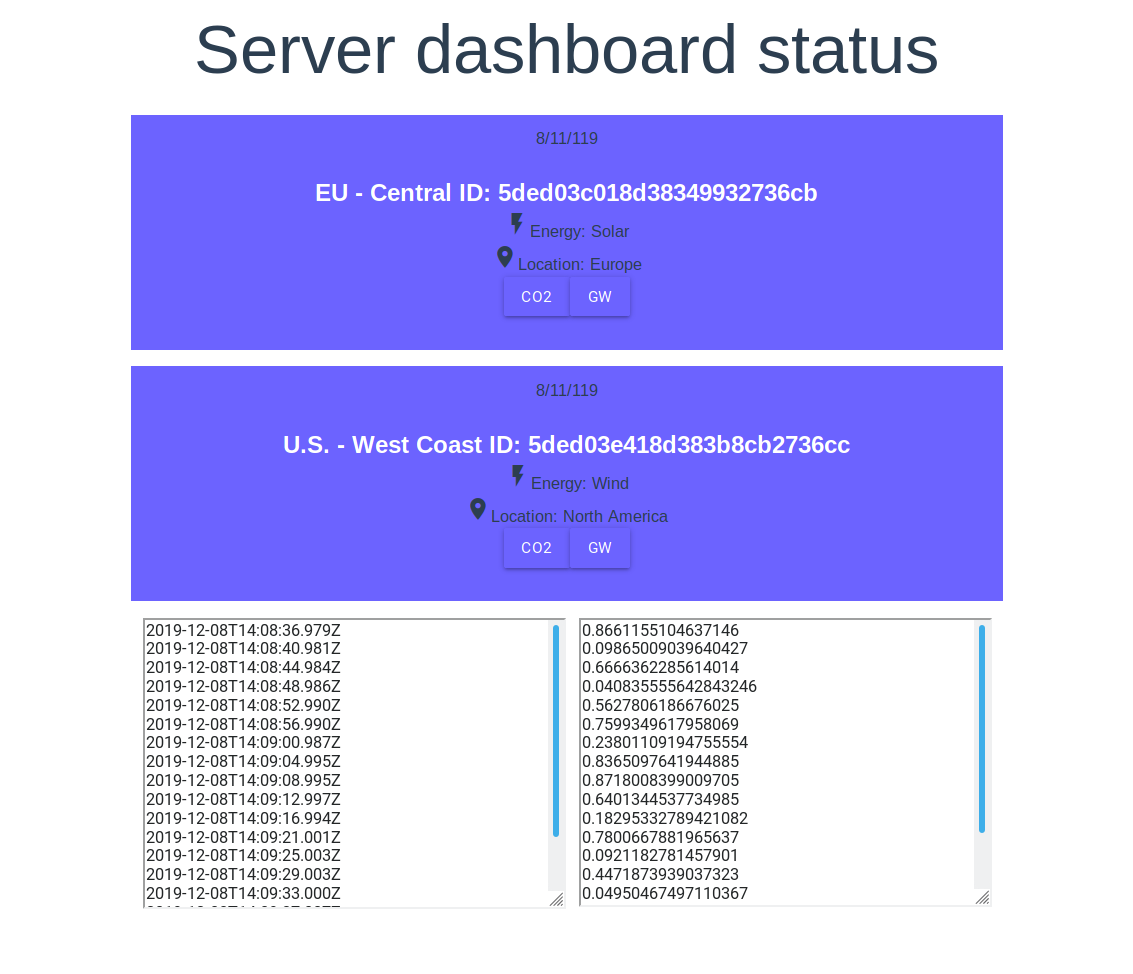 Server dashboard status
8/11/119
EU - Central ID: 5ded03c018d38349932736cb
Energy: Solar
Location: Europe
CO2 GW
8/11/119
U.S. - West Coast ID: 5ded03e418d383b8cb2736cc
Energy: Wind
Location: North America
CO2 GW
2019-12-08T14:08:36.979Z
2019-12-08T14:08:40.981Z
2019-12-08T14:08:44.984Z
2019-12-08T14:08:48.986Z
2019-12-08T14:08:52.990Z
2019-12-08T14:08:56.990Z
2019-12-08T14:09:00.987Z
2019-12-08T14:09:04.995Z
2019-12-08T14:09:08.995Z
2019-12-08T14:09:12.997Z
2019-12-08T14:09:16.994Z
2019-12-08T14:09:21.001Z
2019-12-08T14:09:25.003Z
2019-12-08T14:09:29.003Z
2019-12-08T14:09:33.000Z
0.8661155104637146
0.09865009039640427
0.6666362285614014
0.040835555642843246
0.5627806186676025
0.7599349617958069
0.23801109194755554
0.8365097641944885
0.8718008399009705
0.6401344537734985
0.18295332789421082
0.7800667881965637
0.0921182781457901
0.4471873939037323
0.04950467497110367